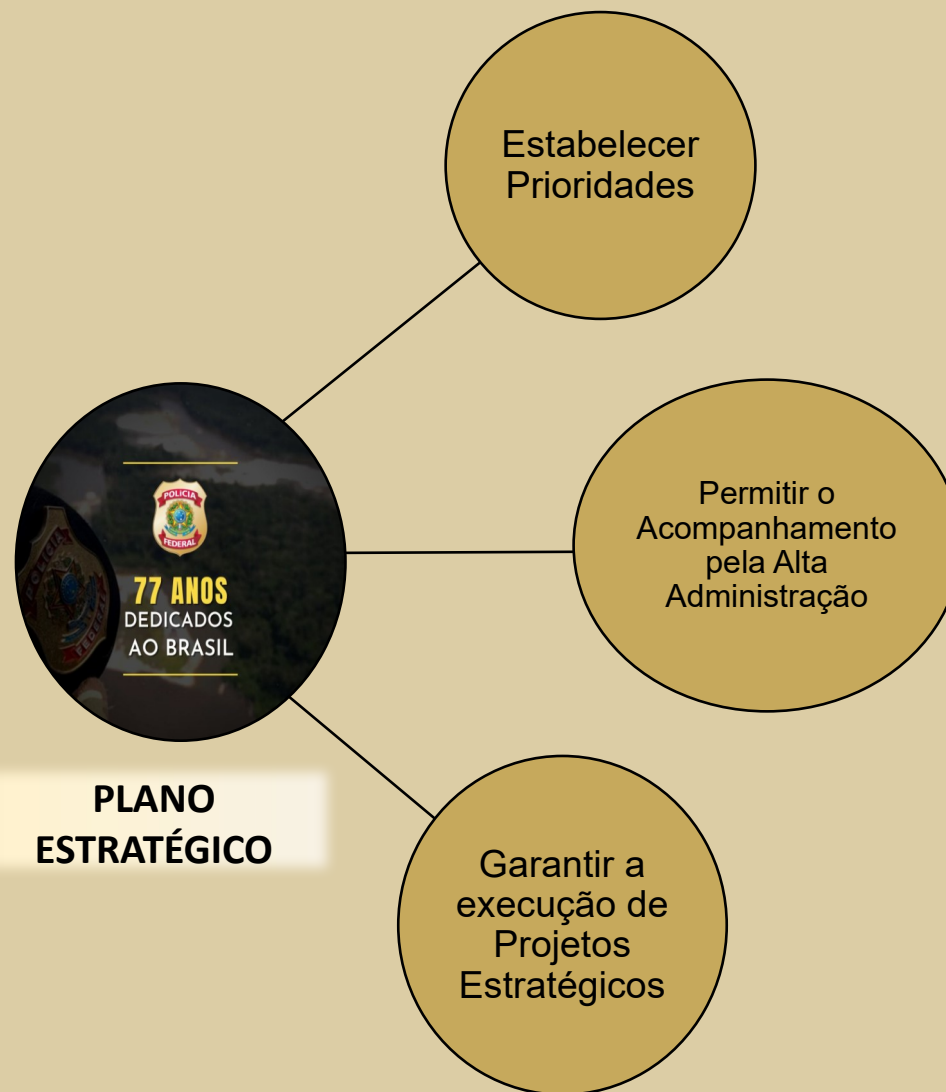 Estabelecer
Prioridades
POLICIA
FEDERAL
77 ANOS
DEDICADOS
AO BRASIL
Permitir o
Acompanhamento
pela Alta
Administração
PLANO
ESTRATÉGICO
Garantir a
execução de
Projetos
Estratégicos